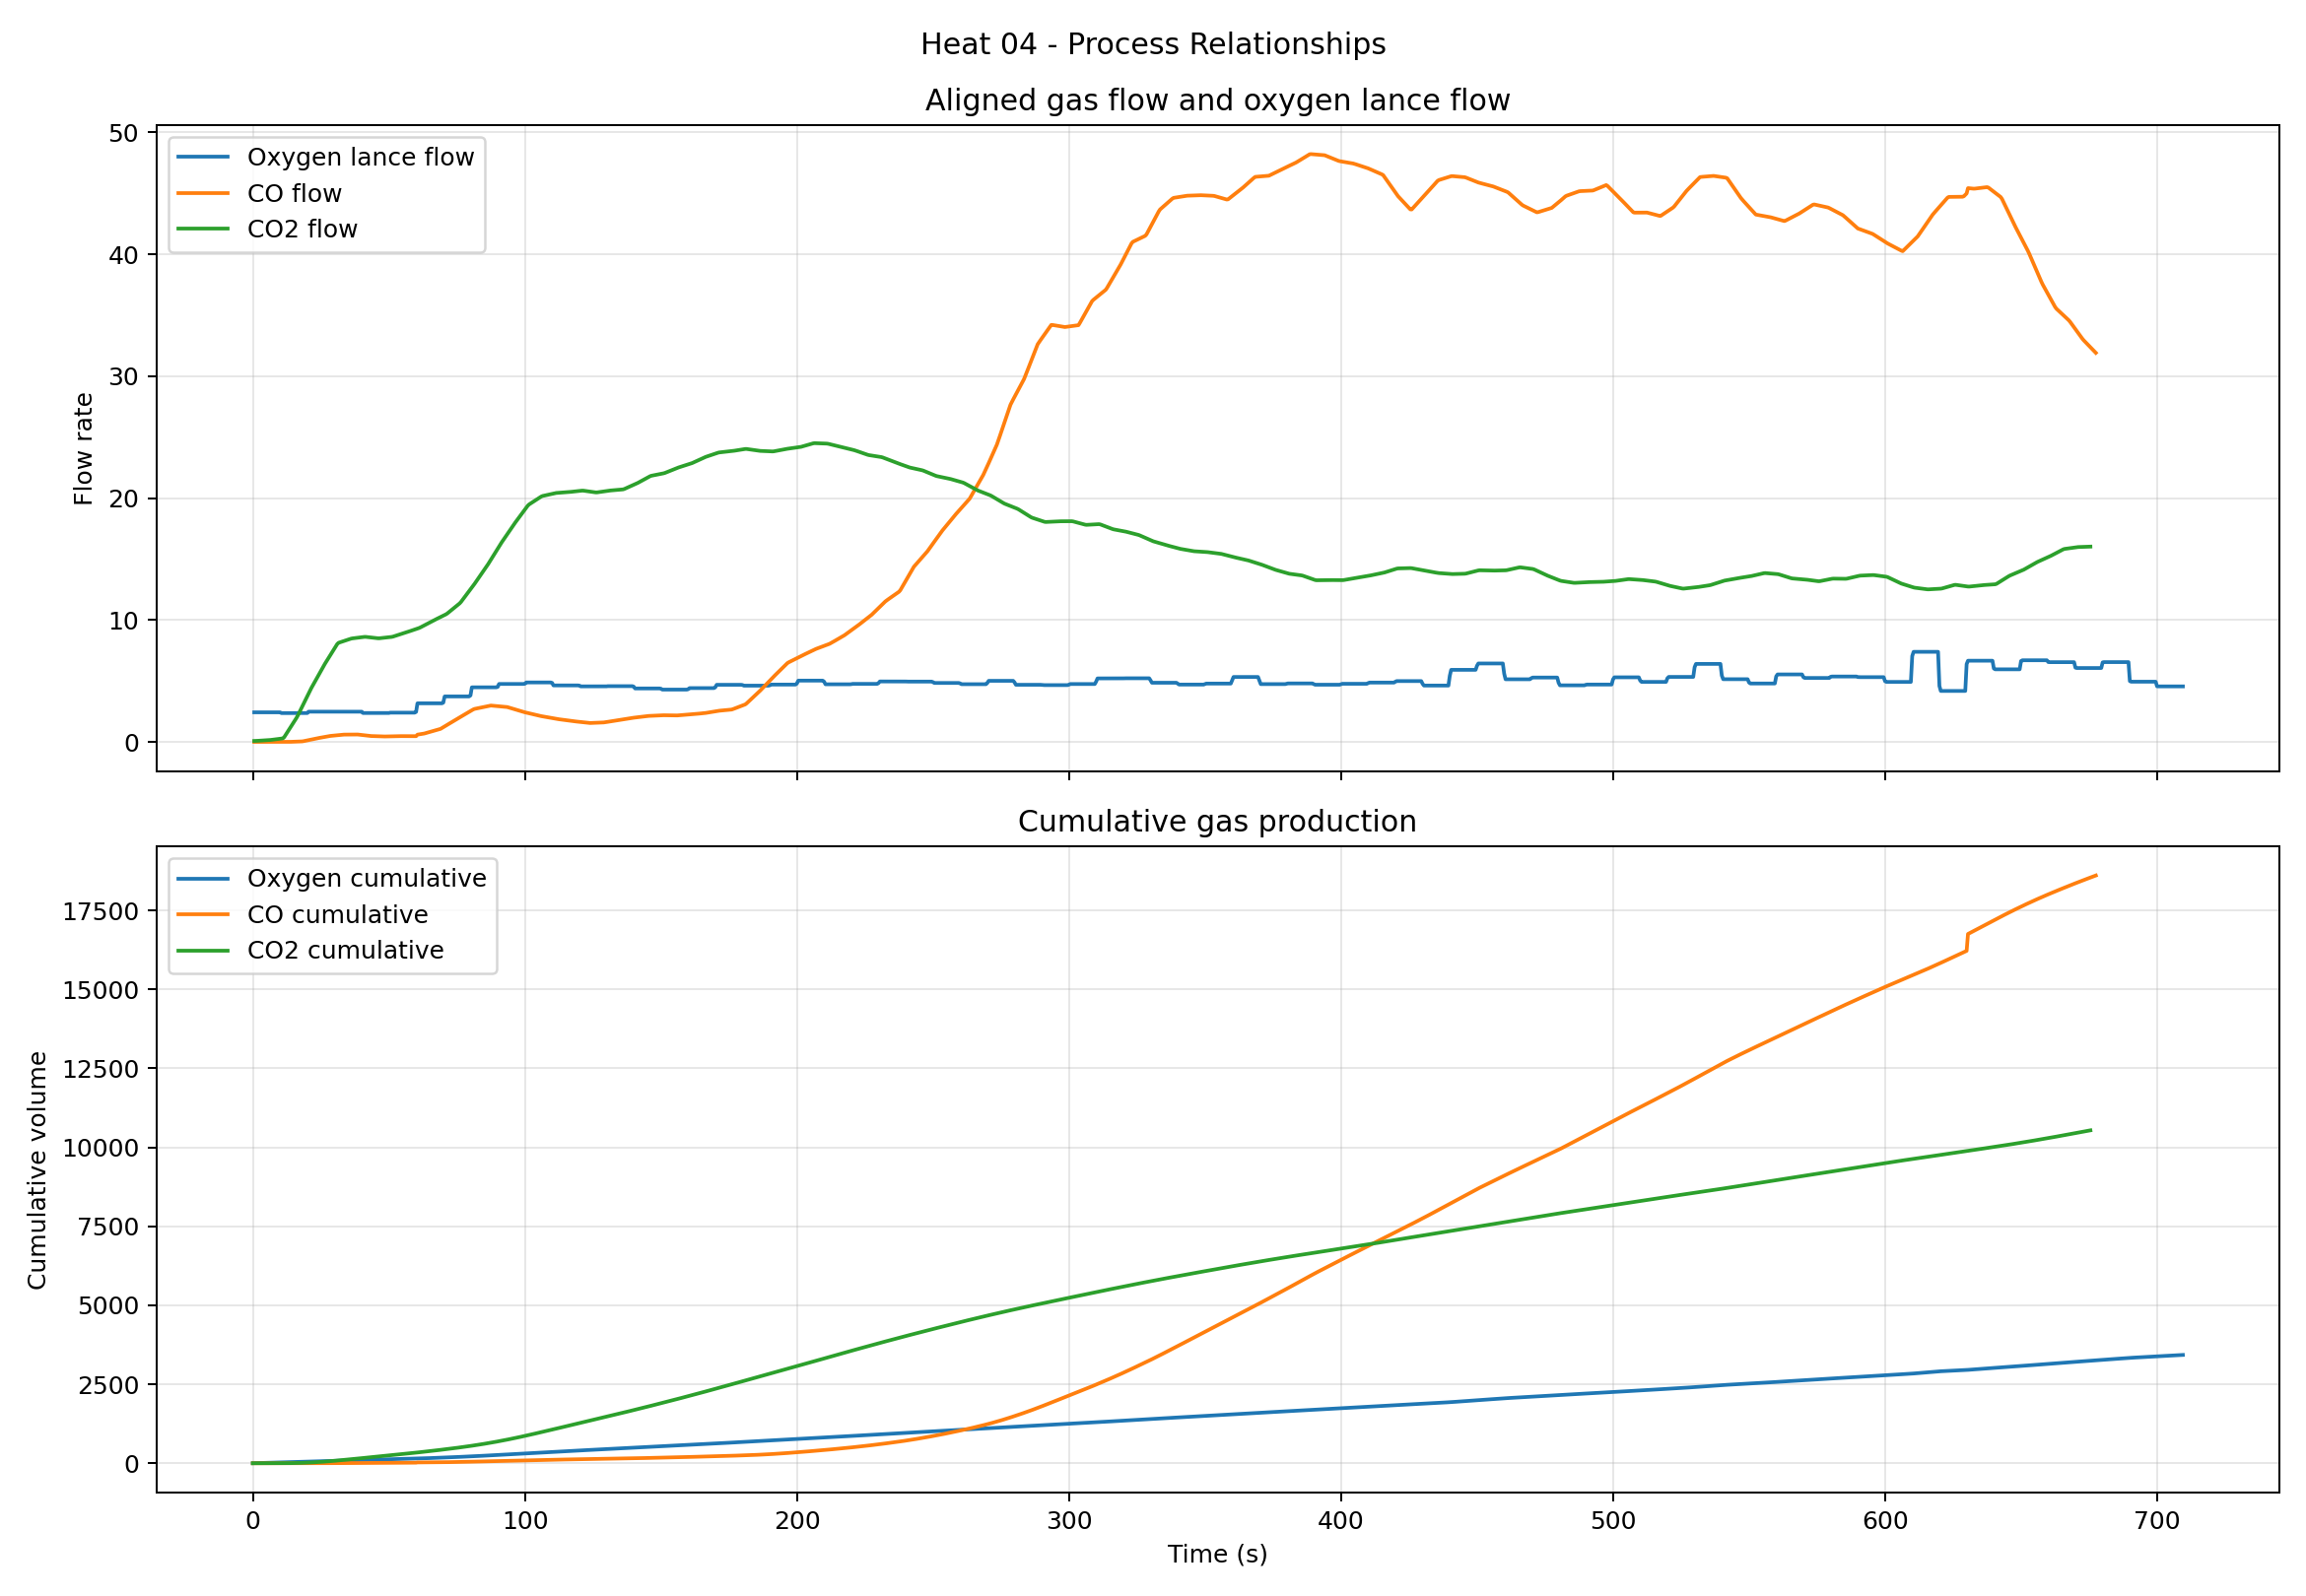 Heat 04 - Process Relationships
Aligned gas flow and oxygen lance flow
50
40
30
20
10
0
Flow rate
Oxygen lance flow
CO flow
CO2 flow
Cumulative gas production
17500
15000
12500
10000
7500
5000
2500
0
Cumulative volume
Oxygen cumulative
CO cumulative
CO2 cumulative
0 100 200 300 400 500 600 700
Time (s)